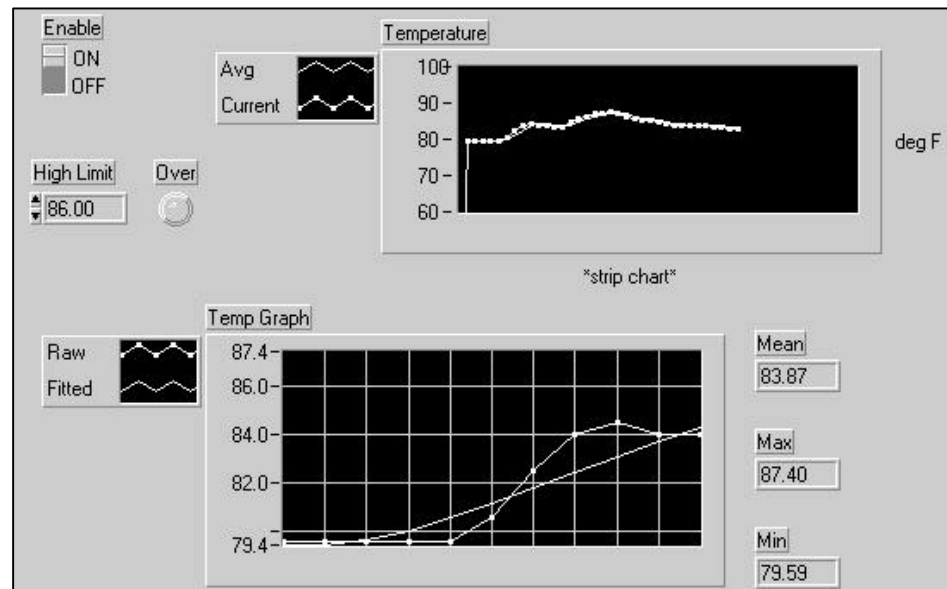 Enable
ON
OFF
Avg
Current
Temperature
100
90
80
70
60
deg F
High Limit
86.00
Over
*strip chart*
Temp Graph
Raw
Fitted
87.4
86.0
84.0
82.0
79.4
Mean
83.87
Max
87.40
Min
79.59